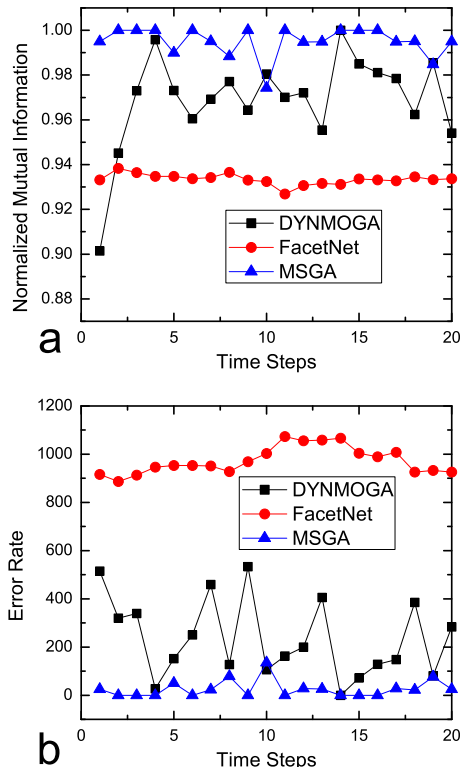 1.00
0.98
0.96
0.94
0.92
0.90
0.88
Normalized Mutual Information
DYNMOGA
FacetNet
MSGA
0 5 10 15 20
Time Steps
a
1200
1000
800
600
400
200
0
Error Rate
DYNMOGA
FacetNet
MSGA
0 5 10 15 20
Time Steps
b